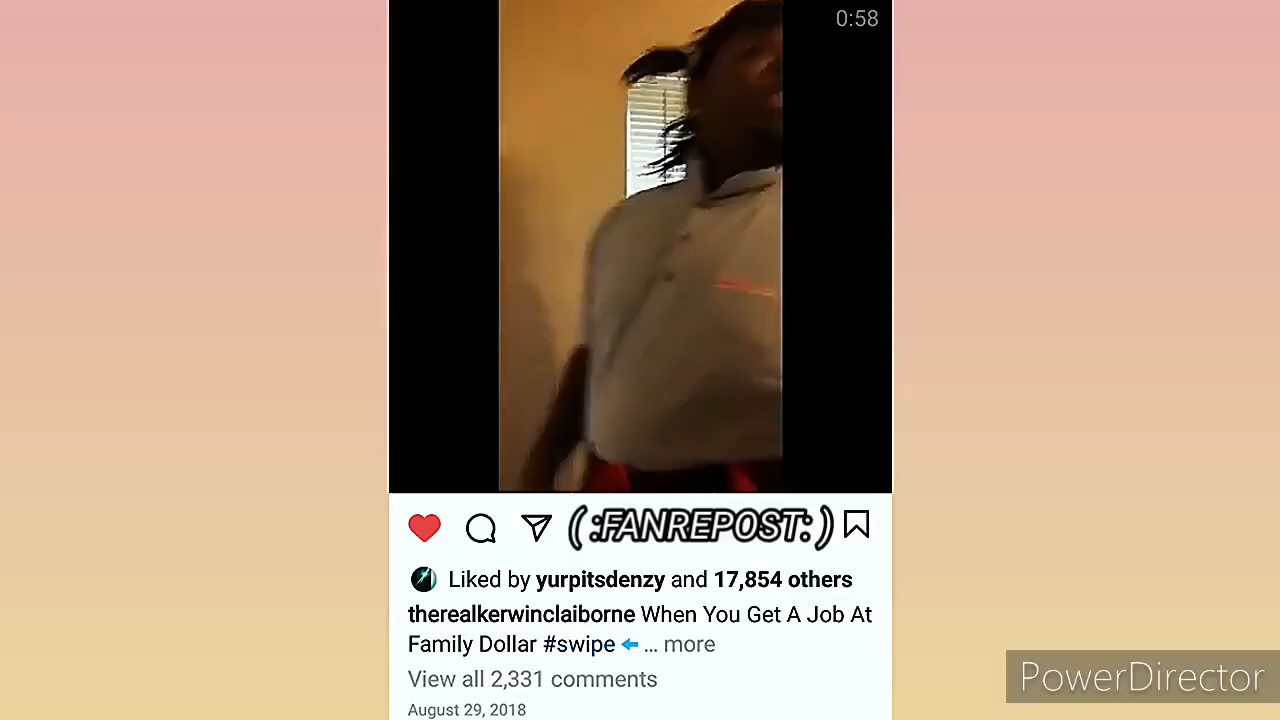 0:58
(:FANREPOST:)
Liked by yurpitsdenzy and 17,854 others
therealkerwinclaiborne When You Get A Job At
Family Dollar #swipe ... more
View all 2,331 comments
August 29, 2018
PowerDirector